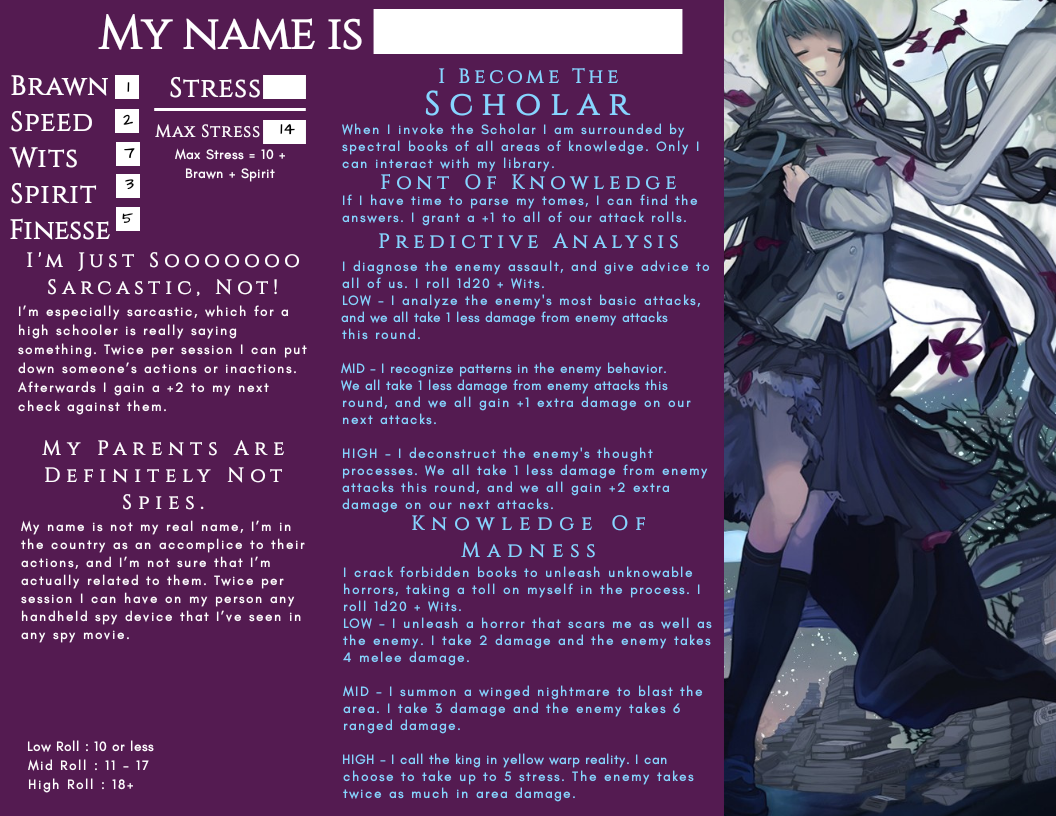 My name is
Brawn 1
Speed 2
Wits 7
Spirit 3
Finesse 5
Stress
Max Stress 14
Max Stress = 10 +
Brawn + Spirit
I'm Just Sooooooo
Sarcastic, Not!
I'm especially sarcastic, which for a
high schooler is really saying
something. Twice per session I can put
down someone's actions or inactions.
Afterwards I gain a +2 to my next
check against them.
My Parents Are
Definitely Not
Spies.
My name is not my real name, I'm in
the country as an accomplice to their
actions, and I'm not sure that I'm
actually related to them. Twice per
session I can have on my person any
handheld spy device that I've seen in
any spy movie.
Low Roll : 10 or less
Mid Roll : 11 - 17
High Roll : 18+
I Become The
Scholar
When I invoke the Scholar I am surrounded by
spectral books of all areas of knowledge. Only I
can interact with my library.
Font Of Knowledge
If I have time to parse my tomes, I can find the
answers. I grant a +1 to all of our attack rolls.
Predictive Analysis
I diagnose the enemy assault, and give advice to
all of us. I roll 1d20 + Wits.
LOW - I analyze the enemy's most basic attacks,
and we all take 1 less damage from enemy attacks
this round.
MID - I recognize patterns in the enemy behavior.
We all take 1 less damage from enemy attacks this
round, and we all gain +1 extra damage on our
next attacks.
HIGH - I deconstruct the enemy's thought
processes. We all take 1 less damage from enemy
attacks this round, and we all gain +2 extra
damage on our next attacks.
Knowledge Of
Madness
I crack forbidden books to unleash unknowable
horrors, taking a toll on myself in the process. I
roll 1d20 + Wits.
LOW - I unleash a horror that scars me as well as
the enemy. I take 2 damage and the enemy takes
4 melee damage.
MID - I summon a winged nightmare to blast the
area. I take 3 damage and the enemy takes 6
ranged damage.
HIGH - I call the king in yellow warp reality. I can
choose to take up to 5 stress. The enemy takes
twice as much in area damage.